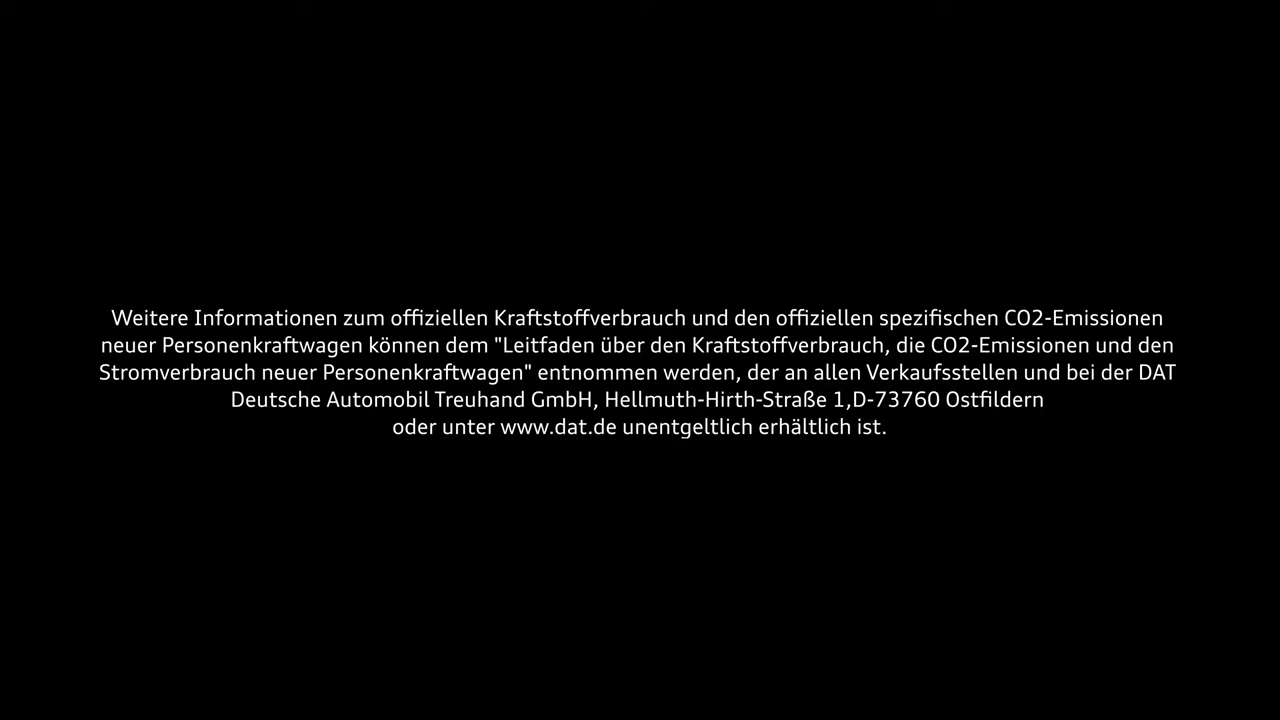 Weitere Informationen zum offiziellen Kraftstoffverbrauch und den offiziellen spezifischen CO2-Emissionen
neuer Personenkraftwagen können dem "Leitfaden über den Kraftstoffverbrauch, die CO2-Emissionen und den
Stromverbrauch neuer Personenkraftwagen" entnommen werden, der an allen Verkaufsstellen und bei der DAT
Deutsche Automobil Treuhand GmbH, Hellmuth-Hirth-Straße 1,D-73760 Ostfildern
oder unter www.dat.de unentgeltlich erhältlich ist.